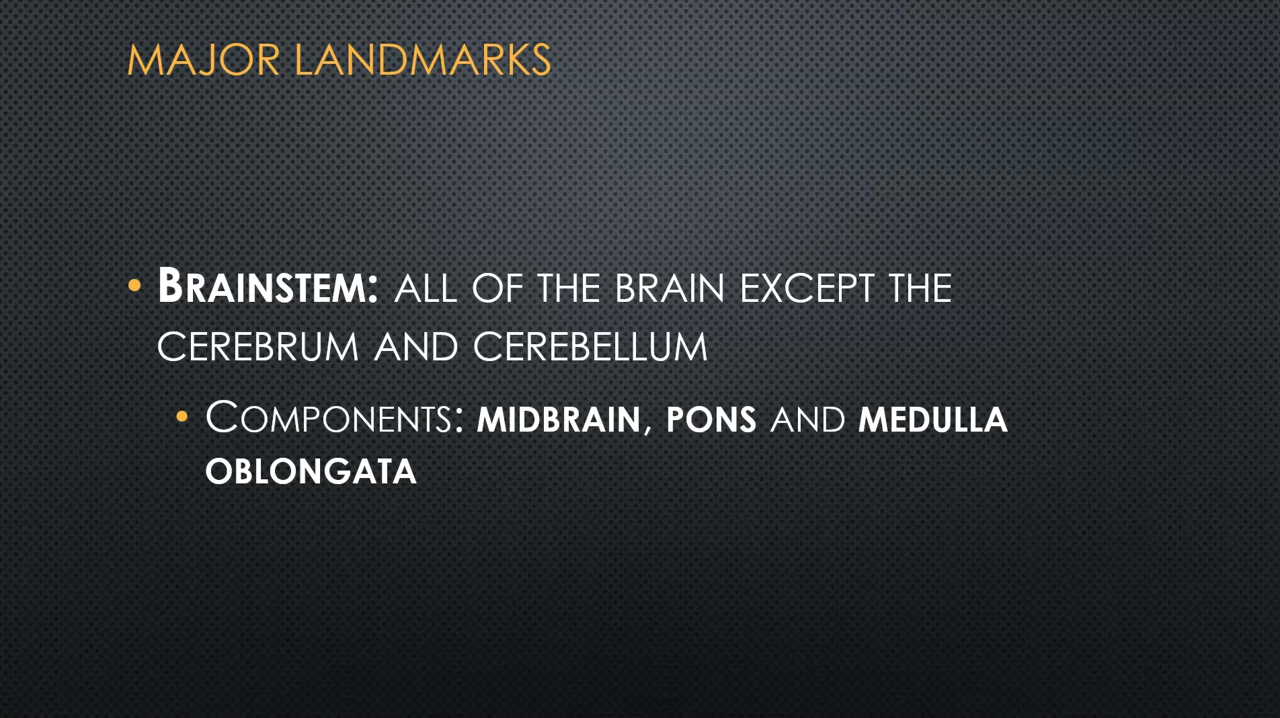 MAJOR LANDMARKS
• BRAINSTEM: ALL OF THE BRAIN EXCEPT THE
CEREBRUM AND CEREBELLUM
• COMPONENTS: MIDBRAIN, PONS AND MEDULLA
OBLONGATA